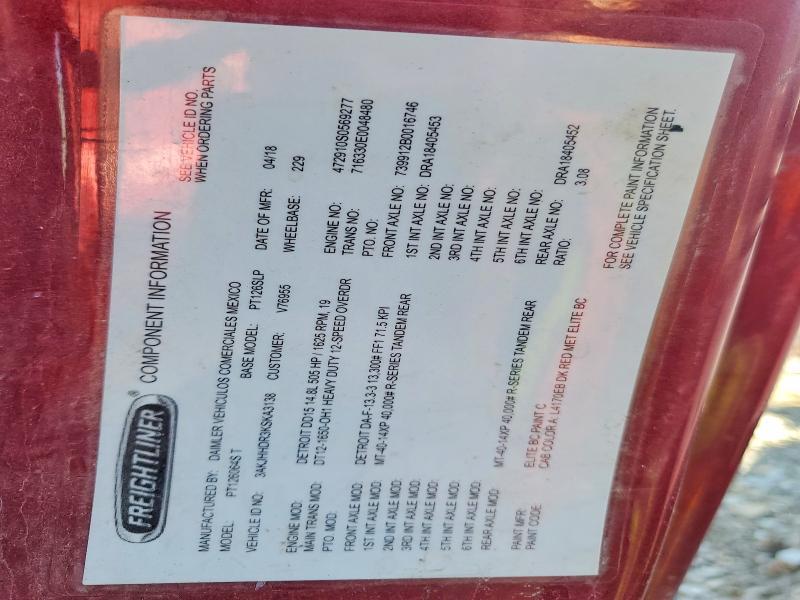 FREIGHTLINER®
COMPONENT INFORMATION
SEE VEHICLE ID NO.
WHEN ORDERING PARTS
MANUFACTURED BY: DAIMLER VEHICULOS COMERCIALES MEXICO
MODEL: PT126064S T BASE MODEL: PT126SLP DATE OF MFR: 04/18
VEHICLE ID NO: 3AKJHHDR3KSKA3138 CUSTOMER: V76955 WHEELBASE: 229
ENGINE MOD: DETROIT DD15 14.8L 505 HP / 1625 RPM, 19 ENGINE NO: 472910S0569277
MAIN TRANS MOD: DT12-1650-OH1 HEAVY DUTY 12-SPEED OVERDR TRANS NO: 716330E0048480
PTO. MOD: PTO. NO:
FRONT AXLE MOD: DETROIT DA-F-13.3-3 13,300# FF1 71.5 KPI FRONT AXLE NO: 739912B0016746
1ST INT AXLE MOD: MT-40-14XP 40,000# R-SERIES TANDEM REAR 1ST INT AXLE NO: DRA18405453
2ND INT AXLE MOD: 2ND INT AXLE NO:
3RD INT AXLE MOD: 3RD INT AXLE NO:
4TH INT AXLE MOD: 4TH INT AXLE NO:
5TH INT AXLE MOD: 5TH INT AXLE NO:
6TH INT AXLE MOD: 6TH INT AXLE NO:
REAR AXLE MOD: MT-40-14XP 40,000# R-SERIES TANDEM REAR REAR AXLE NO: DRA18405452
RATIO: 3.08
PAINT MFR: ELITE BC PAINT C
PAINT CODE: CAB COLOR A: L4170EB DK RED MET ELITE BC
FOR COMPLETE PAINT INFORMATION
SEE VEHICLE SPECIFICATION SHEET.